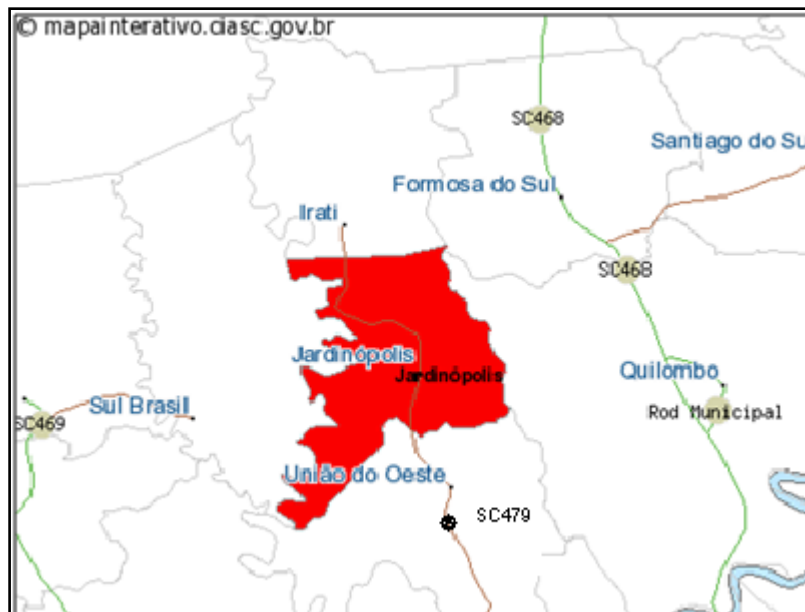 © mapainterativo.ciasc.gov.br
SC468
Santiago do Su
Formosa do Sul
Irati
SC468
Jardinópolis
Jardinópolis
Quilombo
Sul Brasil
Rod Municipal
SC469
União do Oeste
SC479